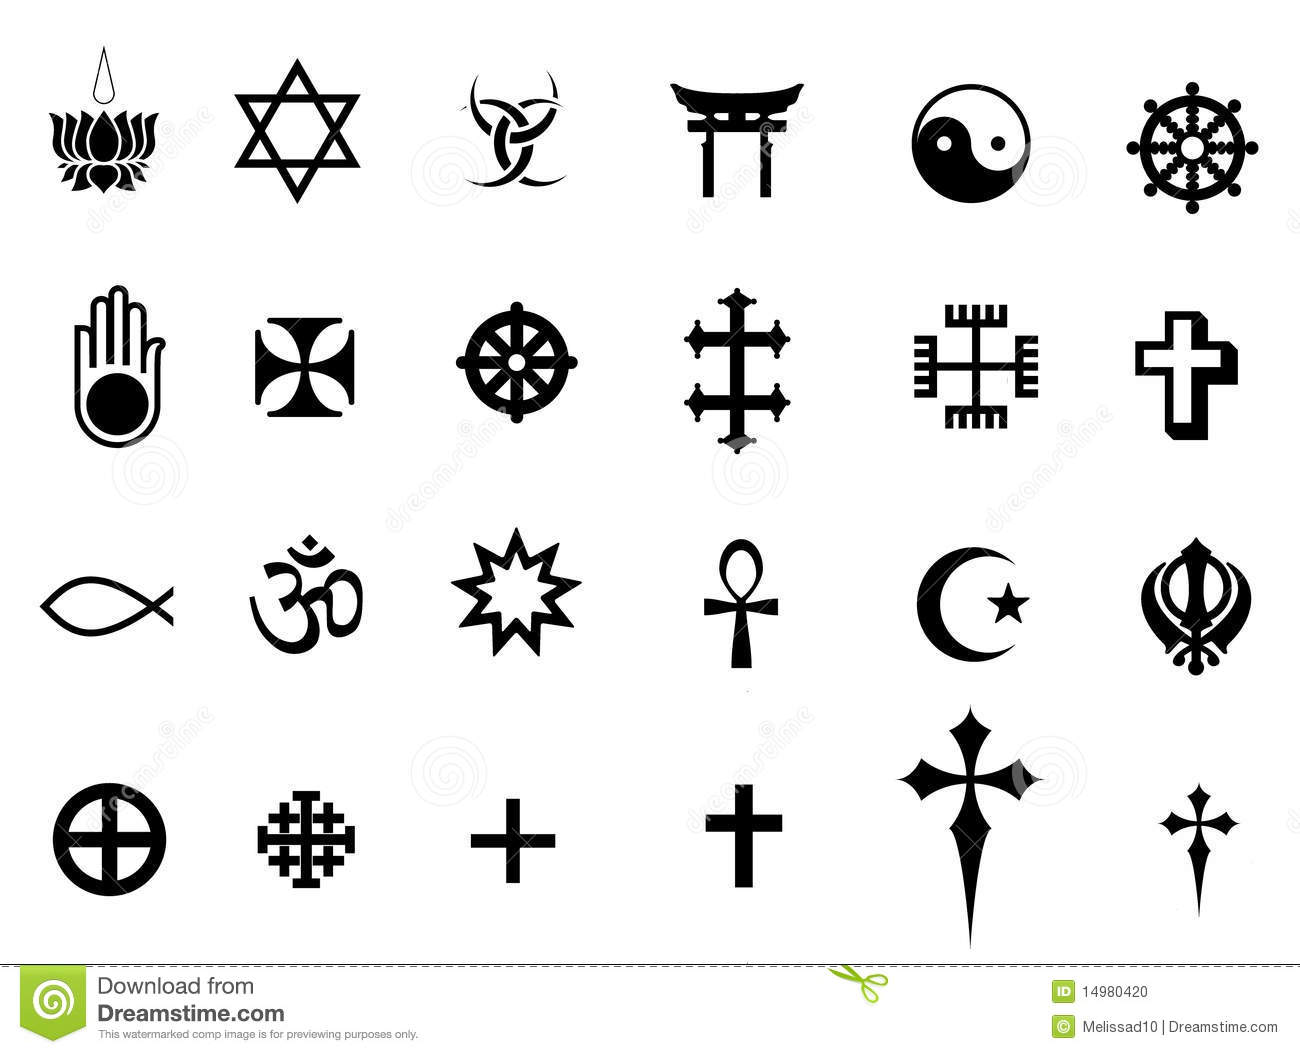 Download from
Dreamstime.com
This watermarked comp image is for previewing purposes only.
ID 14980420
© Melissad10 | Dreamstime.com